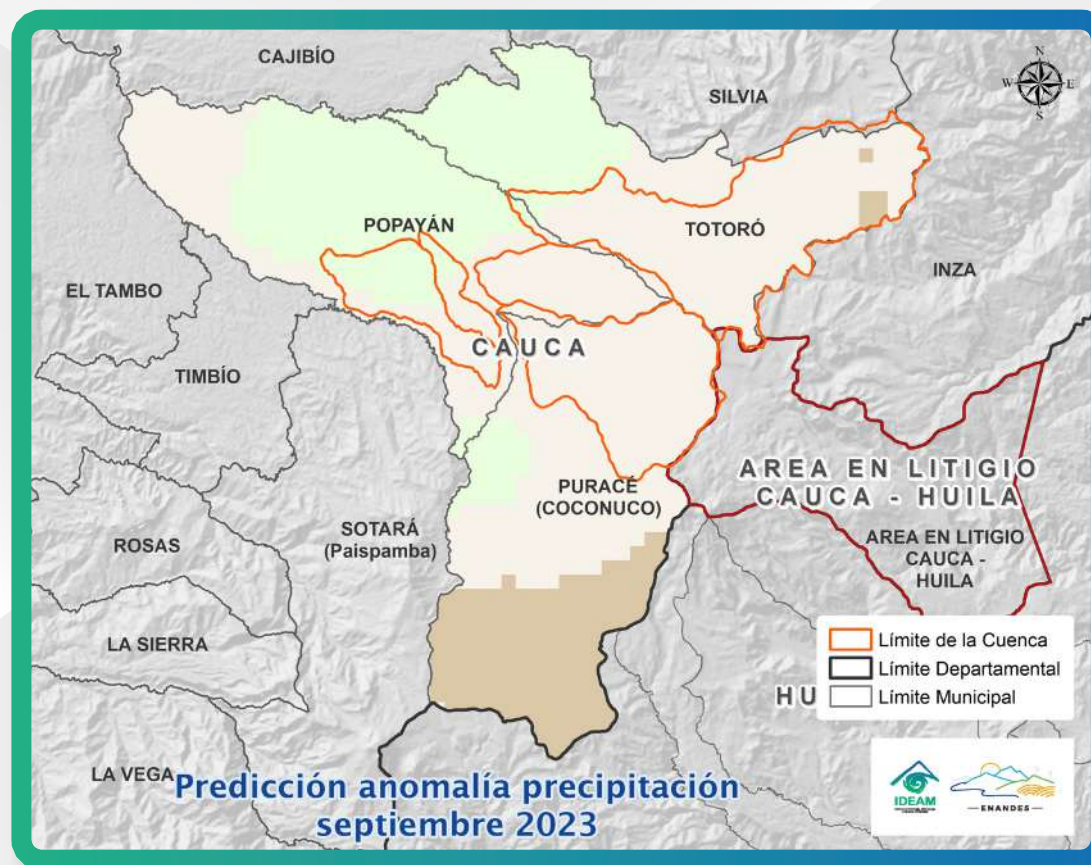 CAJIBÍO
SILVIA
N
W
E
S
POPAYÁN
TOTORÓ
INZA
EL TAMBO
CAUCA
TIMBÍO
AREA EN LITIGIO
CAUCA - HUILA
PURACÉ
(COCONUCO)
SOTARÁ
(Paispamba)
ROSAS
AREA EN LITIGIO
CAUCA -
HUILA
LA SIERRA
Límite de la Cuenca
Límite Departamental
Límite Municipal
HU
LA VEGA
Predicción anomalía precipitación
septiembre 2023
IDEAM
ENANDES